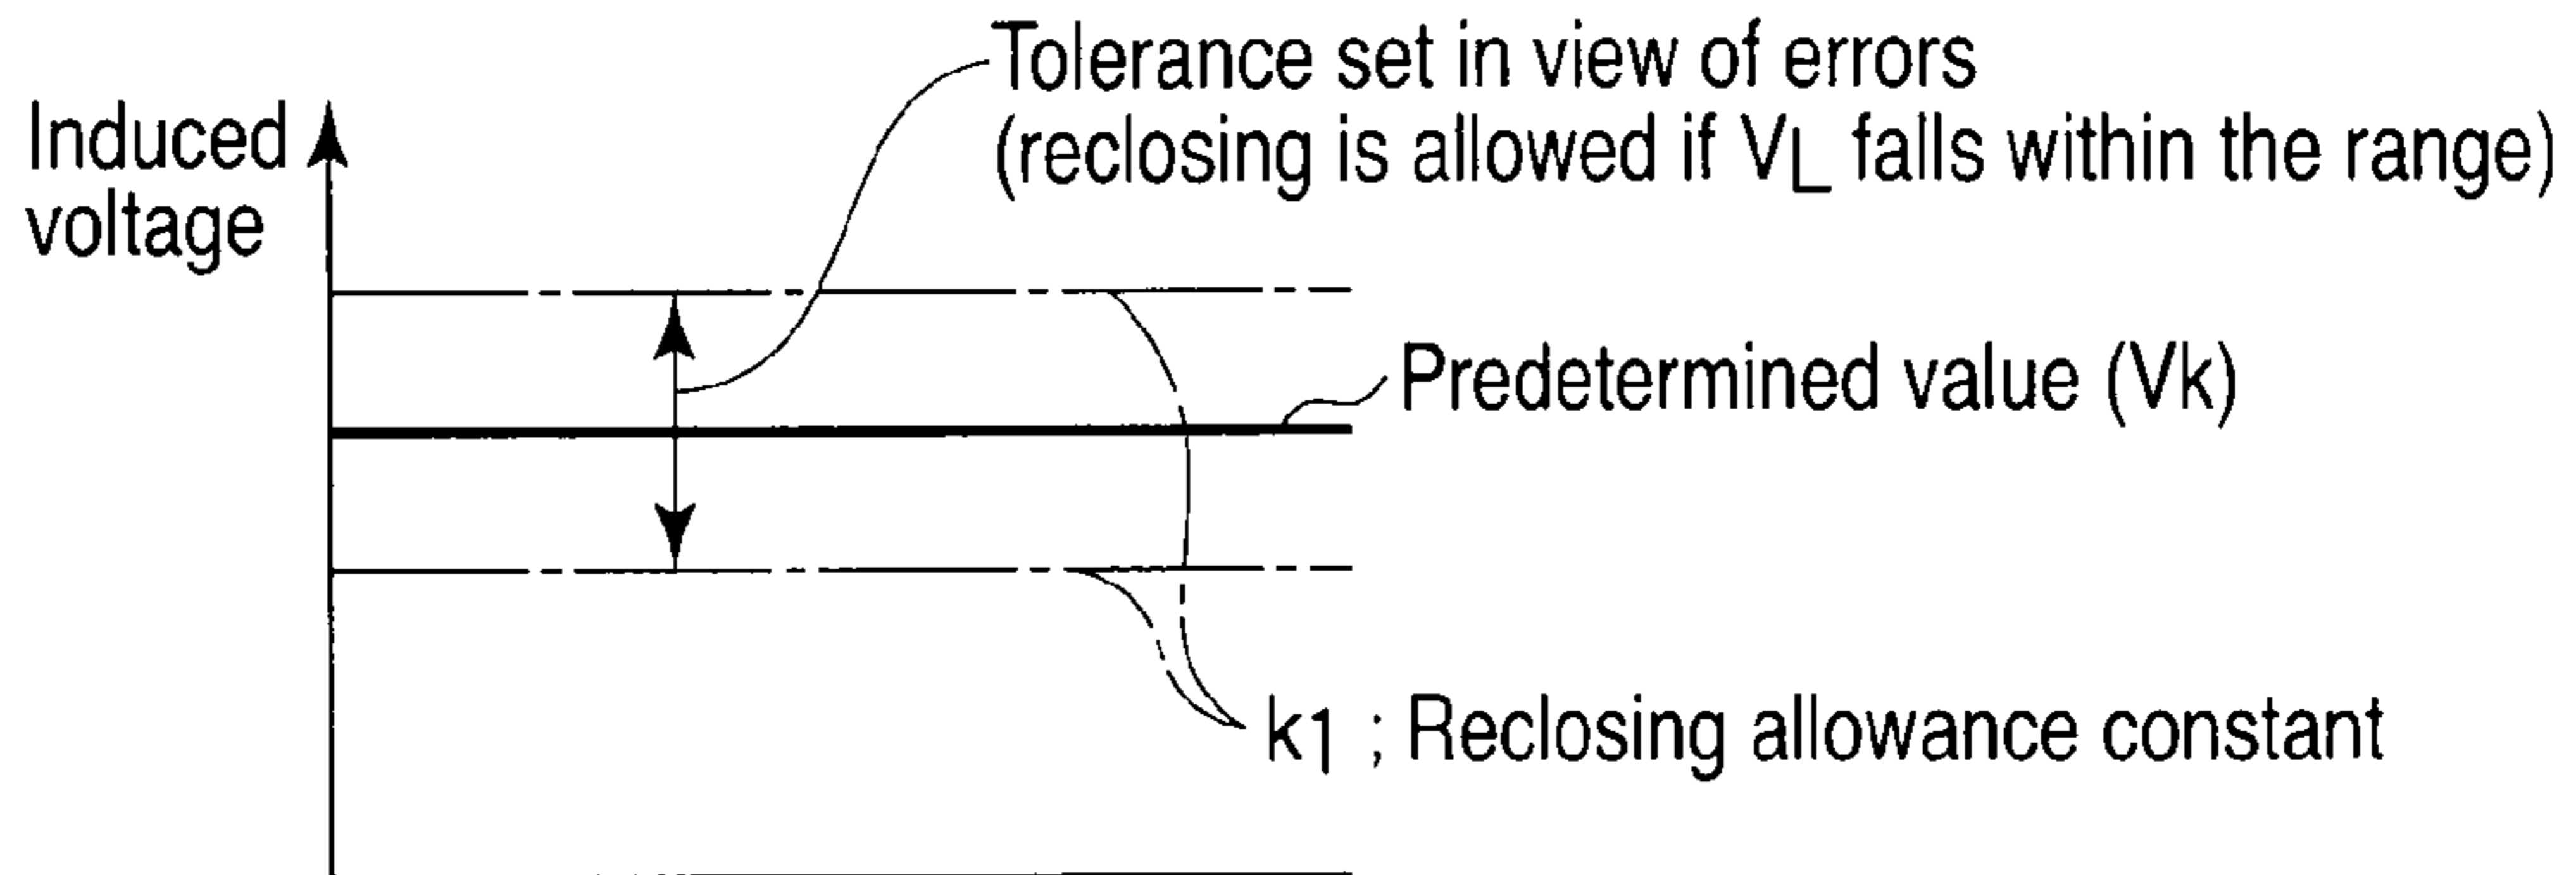 Tolerance set in view of errors
(reclosing is allowed if VL falls within the range)
Induced
voltage
Predetermined value (Vk)
k1 ; Reclosing allowance constant